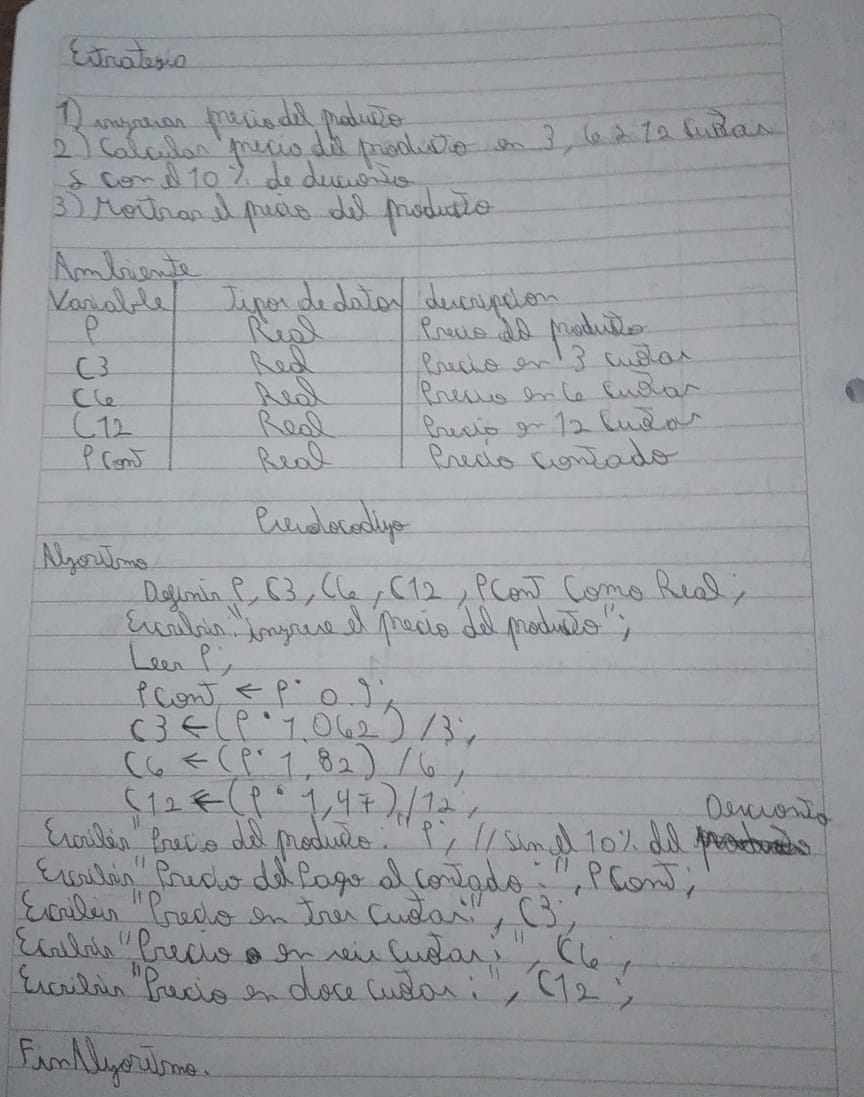 Estrategia
1) ingresar precio del producto
2) Calcular precio del producto en 3, 6 o 12 Cuotas
y con el 10% de descuento
3) Mostrar el precio del producto
Ambiente
Variable Tipos de datos descripcion
P Real Precio del producto
C3 Real Precio en 3 cuotas
C6 Real Precio en 6 Cuotas
C12 Real Precio en 12 Cuotas
PConT Real Precio contado
Pseudocodigo
Algoritmo
Definir P, C3, C6, C12, PConT Como Real;
Escribir "ingrese el precio del producto";
Leer P;
PConT ← P * 0.9;
C3 ← (P * 1,062) /3;
C6 ← (P * 1,82) /6;
C12 ← (P * 1,47) /12;
Escribir "Precio del producto: " P; // sin el 10% del Descuento
Escribir "Precio del Pago al contado:", PConT;
Escribir "Precio en tres Cuotas:", C3;
Escribir "Precio en seis Cuotas:", C6;
Escribir "Precio en doce Cuotas:", C12;
FinAlgoritmo.